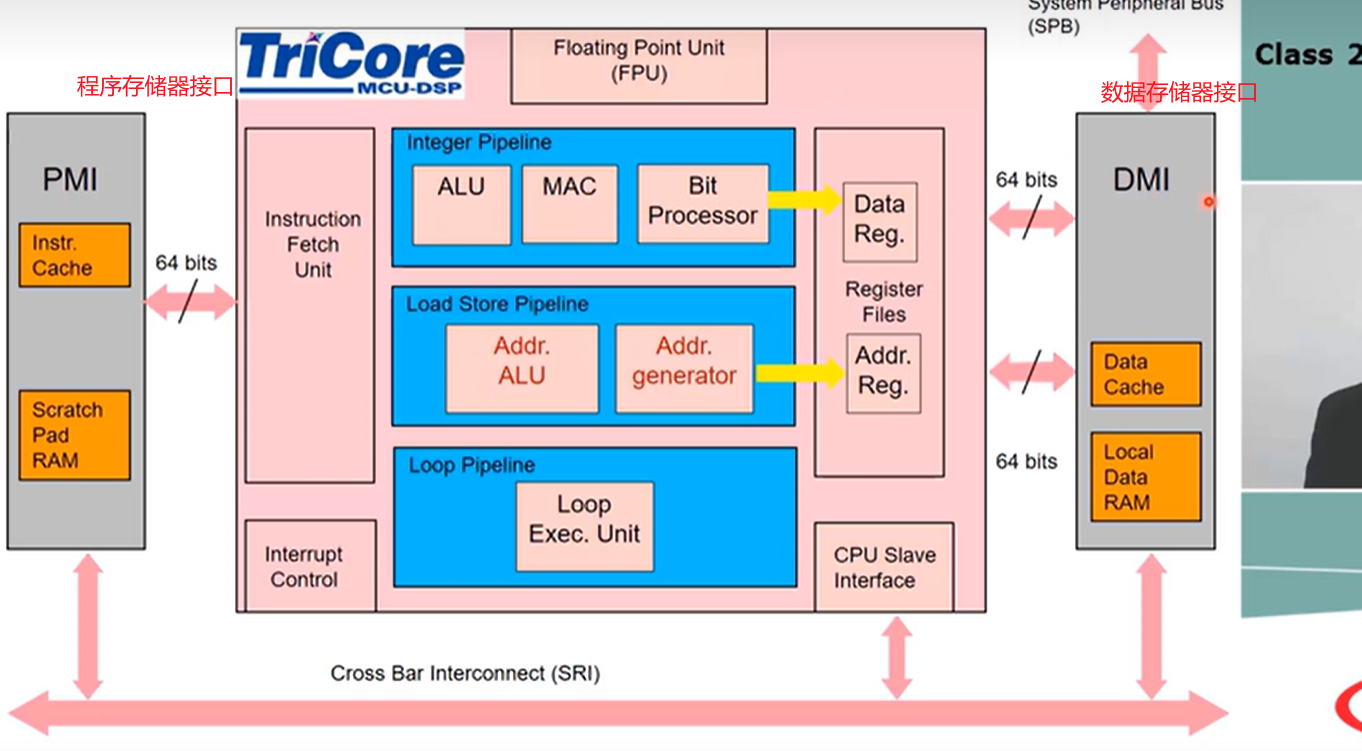 System Peripheral Bus
(SPB)
Class 2
TriCore
MCU-DSP
程序存储器接口
数据存储器接口
Floating Point Unit
(FPU)
PMI
Instr.
Cache
Scratch
Pad
RAM
64 bits
Instruction
Fetch
Unit
Interrupt
Control
Integer Pipeline
ALU
MAC
Bit
Processor
Load Store Pipeline
Addr.
ALU
Addr.
generator
Loop Pipeline
Loop
Exec. Unit
Data
Reg.
Register
Files
Addr.
Reg.
CPU Slave
Interface
64 bits
64 bits
DMI
Data
Cache
Local
Data
RAM
Cross Bar Interconnect (SRI)